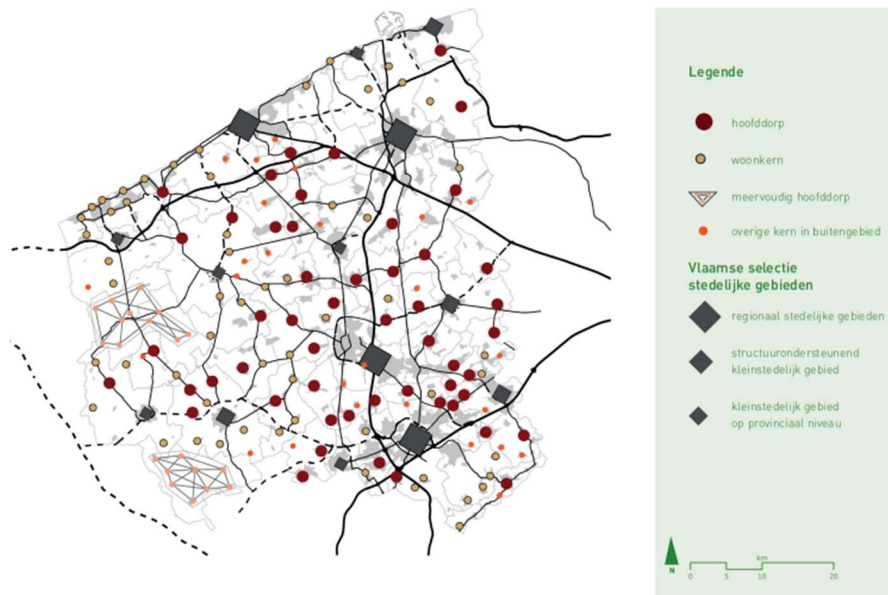 Legende
hoofddorp
woonkern
meervoudig hoofddorp
overige kern in buitengebied
Vlaamse selectie
stedelijke gebieden
regionaal stedelijke gebieden
structuurondersteunend
kleinstedelijk gebied
kleinstedelijk gebied
op provinciaal niveau
km
N
0 5 10 20